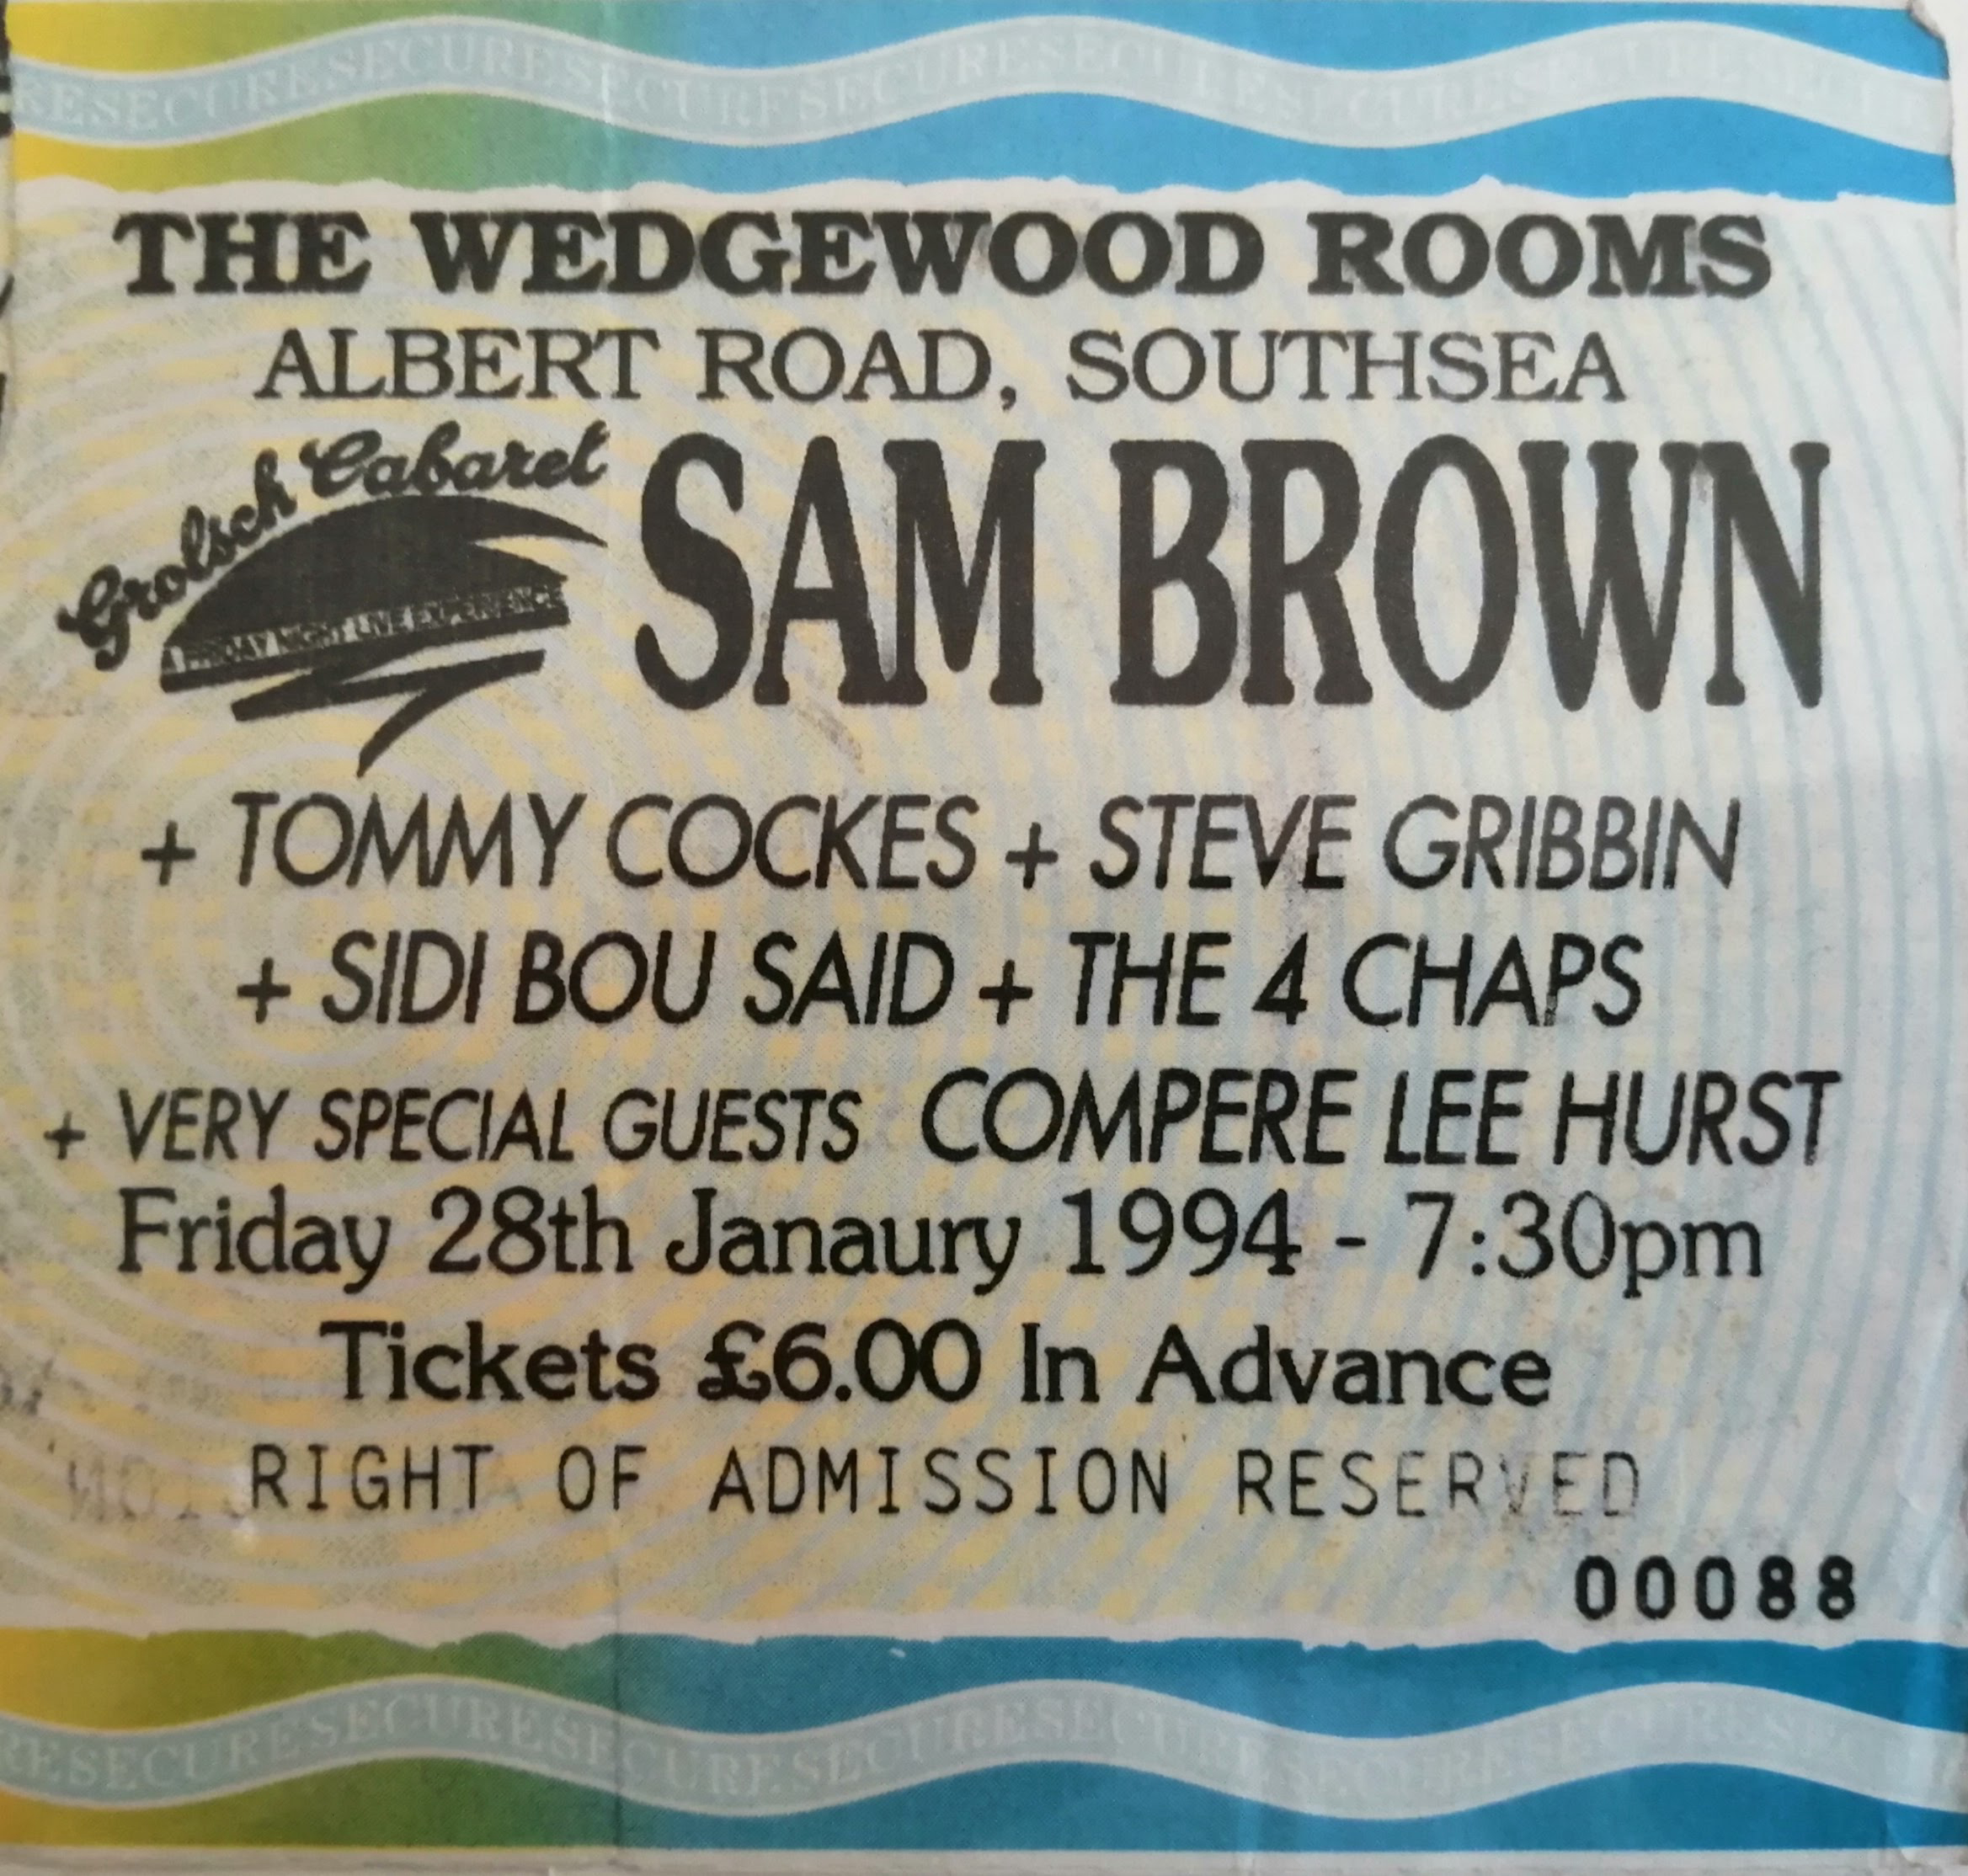 RESECURESECURESECURESECURESECURESECURESECURE
THE WEDGEWOOD ROOMS
ALBERT ROAD, SOUTHSEA
Grolsch Cabaret
A FRIDAY NIGHT LIVE EXPERIENCE
SAM BROWN
+ TOMMY COCKES + STEVE GRIBBIN
+ SIDI BOU SAID + THE 4 CHAPS
+ VERY SPECIAL GUESTS COMPERE LEE HURST
Friday 28th Janaury 1994 - 7:30pm
Tickets £6.00 In Advance
RIGHT OF ADMISSION RESERVED
00088
RESECURESECURESECURESECURESECURESECURESECURE